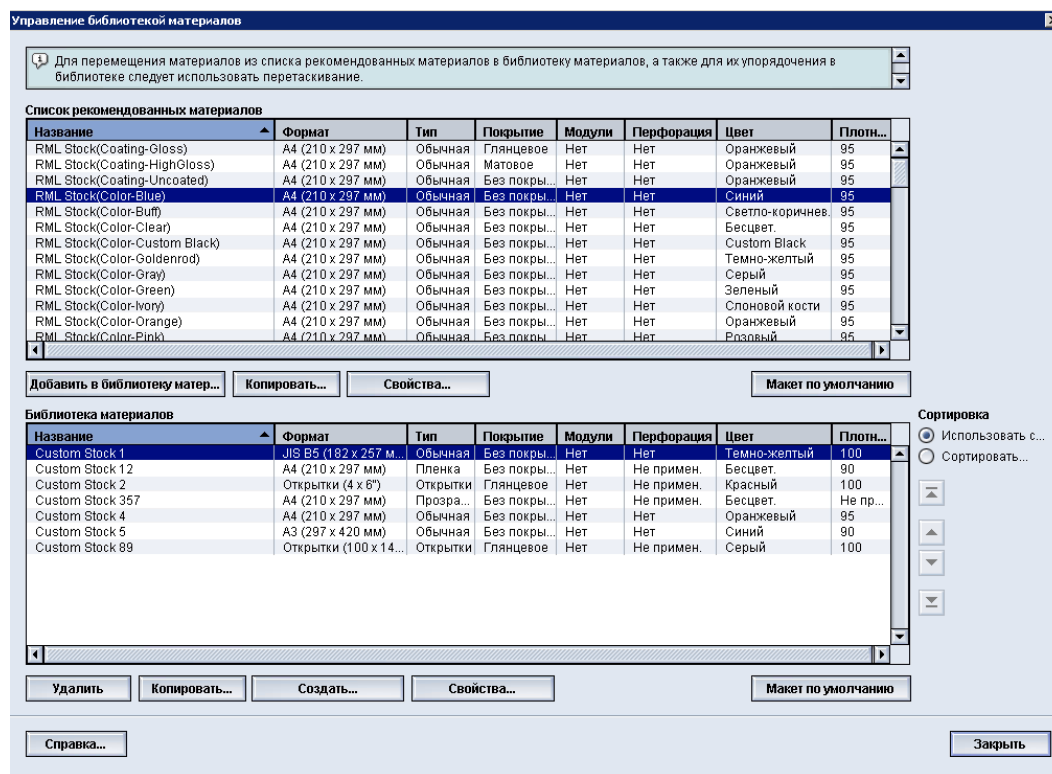 Управление библиотекой материалов
Для перемещения материалов из списка рекомендованных материалов в библиотеку материалов, а также для их упорядочения в
библиотеке следует использовать перетаскивание.
Список рекомендованных материалов
Название Формат Тип Покрытие Модули Перфорация Цвет Плотн...
RML Stock(Coating-Gloss) A4 (210 x 297 мм) Обычная Глянцевое Нет Нет Оранжевый 95
RML Stock(Coating-HighGloss) A4 (210 x 297 мм) Обычная Матовое Нет Нет Оранжевый 95
RML Stock(Coating-Uncoated) A4 (210 x 297 мм) Обычная Без покры... Нет Нет Оранжевый 95
RML Stock(Color-Blue) A4 (210 x 297 мм) Обычная Без покры... Нет Нет Синий 95
RML Stock(Color-Buff) A4 (210 x 297 мм) Обычная Без покры... Нет Нет Светло-коричнев. 95
RML Stock(Color-Clear) A4 (210 x 297 мм) Обычная Без покры... Нет Нет Бесцвет. 95
RML Stock(Color-Custom Black) A4 (210 x 297 мм) Обычная Без покры... Нет Нет Custom Black 95
RML Stock(Color-Goldenrod) A4 (210 x 297 мм) Обычная Без покры... Нет Нет Темно-желтый 95
RML Stock(Color-Gray) A4 (210 x 297 мм) Обычная Без покры... Нет Нет Серый 95
RML Stock(Color-Green) A4 (210 x 297 мм) Обычная Без покры... Нет Нет Зеленый 95
RML Stock(Color-Ivory) A4 (210 x 297 мм) Обычная Без покры... Нет Нет Слоновой кости 95
RML Stock(Color-Orange) A4 (210 x 297 мм) Обычная Без покры... Нет Нет Оранжевый 95
RML Stock(Color-Pink) A4 (210 x 297 мм) Обычная Без покры... Нет Нет Розовый 95
Добавить в библиотеку матер... Копировать... Свойства... Макет по умолчанию
Библиотека материалов Сортировка
Название Формат Тип Покрытие Модули Перфорация Цвет Плотн... Использовать с...
Custom Stock 1 JIS B5 (182 x 257 м... Обычная Без покры... Нет Нет Темно-желтый 100 Сортировать...
Custom Stock 12 A4 (210 x 297 мм) Пленка Без покры... Нет Не примен. Бесцвет. 90
Custom Stock 2 Открытки (4 x 6") Открытки Глянцевое Нет Не примен. Красный 100
Custom Stock 357 A4 (210 x 297 мм) Прозра... Без покры... Нет Не примен. Бесцвет. Не пр...
Custom Stock 4 A4 (210 x 297 мм) Обычная Без покры... Нет Нет Оранжевый 95
Custom Stock 5 A3 (297 x 420 мм) Обычная Без покры... Нет Нет Синий 90
Custom Stock 89 Открытки (100 x 14... Открытки Глянцевое Нет Не примен. Серый 100
Удалить Копировать... Создать... Свойства... Макет по умолчанию
Справка... Закрыть